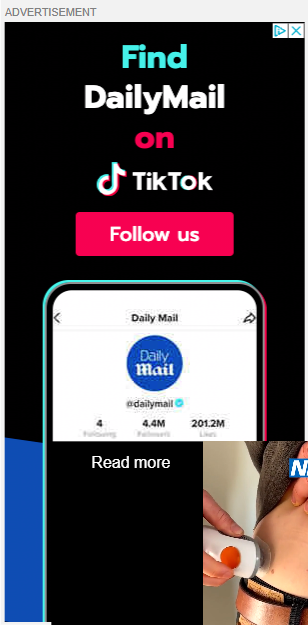 ADVERTISEMENT
Find
DailyMail
on
TikTok
Follow us
Daily Mail
Daily
Mail
@dailymail
4 4.4M 201.2M
Following Followers Likes
Read more